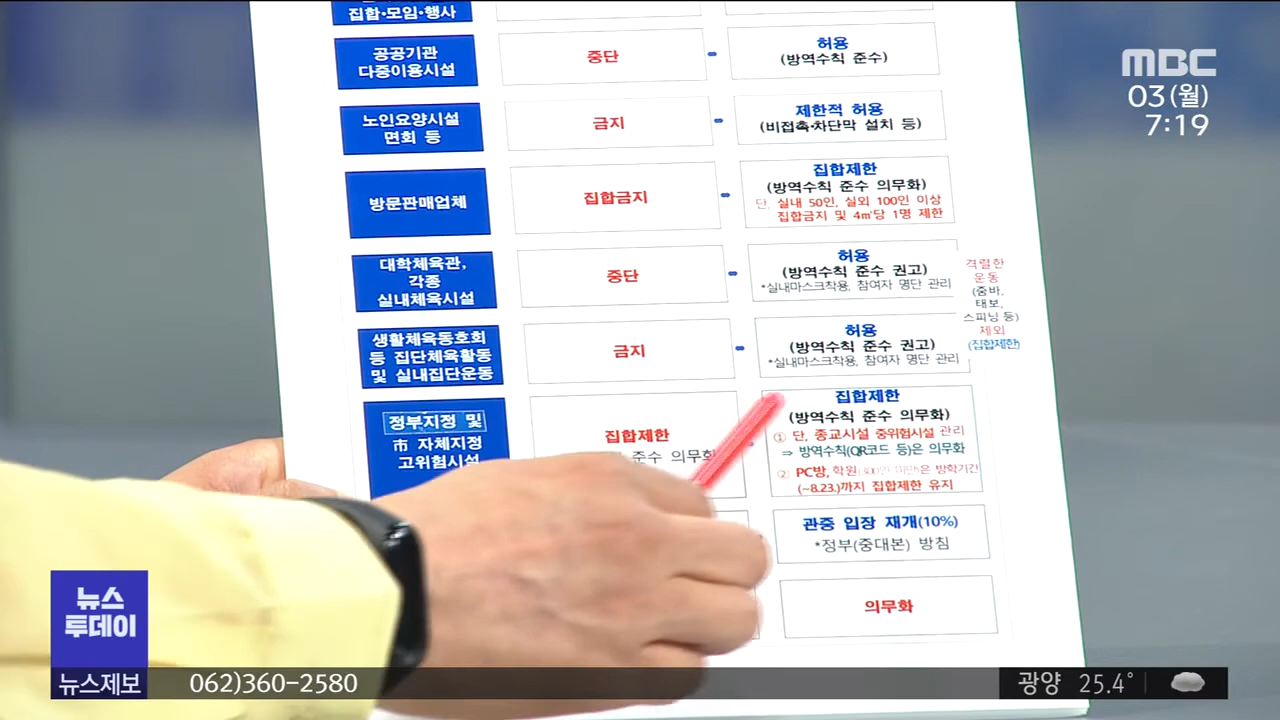 집합·모임·행사
공공기관
다중이용시설
중단
허용
(방역수칙 준수)
노인요양시설
면회 등
금지
제한적 허용
(비접촉·차단막 설치 등)
방문판매업체
집합금지
집합제한
(방역수칙 준수 의무화)
단, 실내 50인, 실외 100인 이상
집합금지 및 4㎡당 1명 제한
대학체육관,
각종
실내체육시설
중단
허용
(방역수칙 준수 권고)
*실내마스크착용, 참여자 명단 관리
격렬한
운동
(줌바,
태보,
스피닝 등)
제외
(집합제한)
생활체육동호회
등 집단체육활동
및 실내집단운동
금지
허용
(방역수칙 준수 권고)
*실내마스크착용, 참여자 명단 관리
정부지정 및
市 자체지정
고위험시설
집합제한
준수 의무화
집합제한
(방역수칙 준수 의무화)
① 단, 종교시설 중위험시설 관리
⇒ 방역수칙(QR코드 등)은 의무화
② PC방, 학원(300인 미만)은 방학기간
(~8.23.)까지 집합제한 유지
관중 입장 재개(10%)
*정부(중대본) 방침
의무화
MBC
03(월)
7:19
뉴스
투데이
뉴스제보 062)360-2580
광양 25.4°